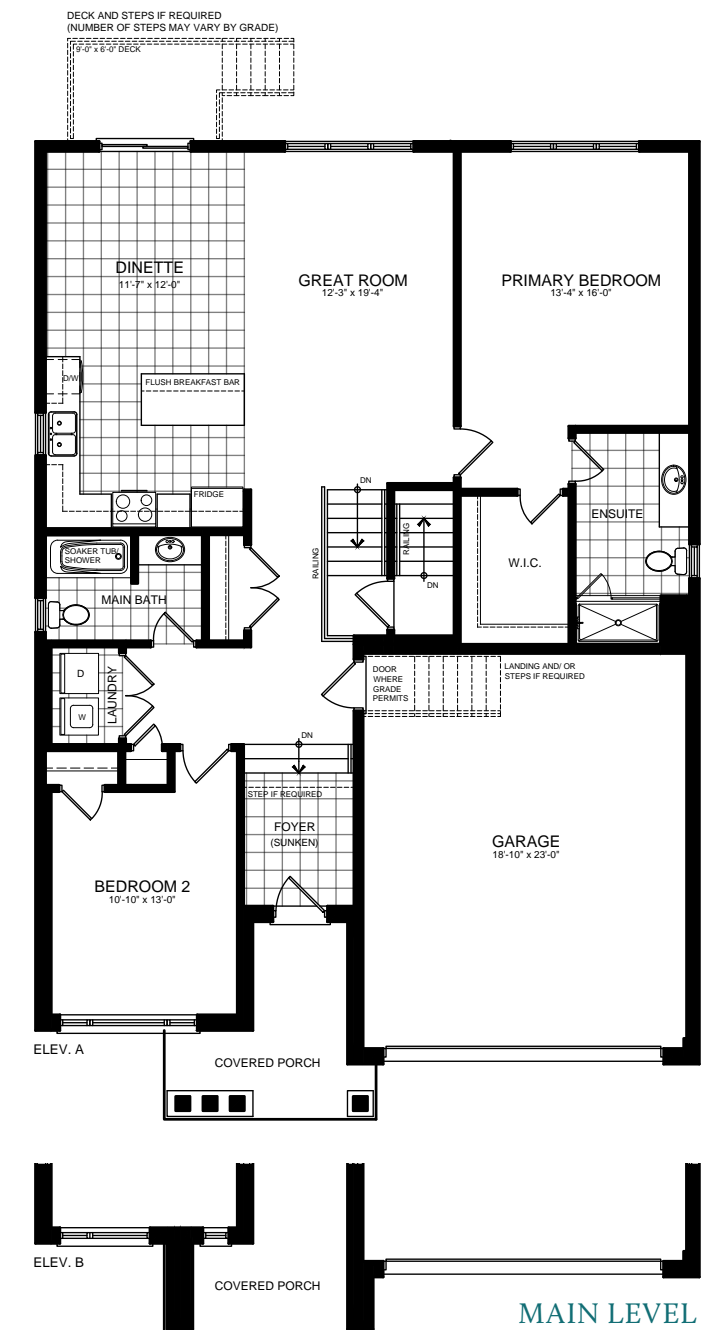 DECK AND STEPS IF REQUIRED
(NUMBER OF STEPS MAY VARY BY GRADE)
9'-0" x 6'-0" DECK
DINETTE
11'-7" x 12'-0"
GREAT ROOM
12'-3" x 19'-4"
PRIMARY BEDROOM
13'-4" x 16'-0"
D/W
FLUSH BREAKFAST BAR
FRIDGE
DN
RAILING
RAILING
DN
ENSUITE
W.I.C.
SOAKER TUB/
SHOWER
MAIN BATH
D
W
LAUNDRY
DOOR
WHERE
GRADE
PERMITS
LANDING AND/ OR
STEPS IF REQUIRED
DN
STEP IF REQUIRED
FOYER
(SUNKEN)
GARAGE
18'-10" x 23'-0"
BEDROOM 2
10'-10" x 13'-0"
ELEV. A
COVERED PORCH
ELEV. B
COVERED PORCH
MAIN LEVEL